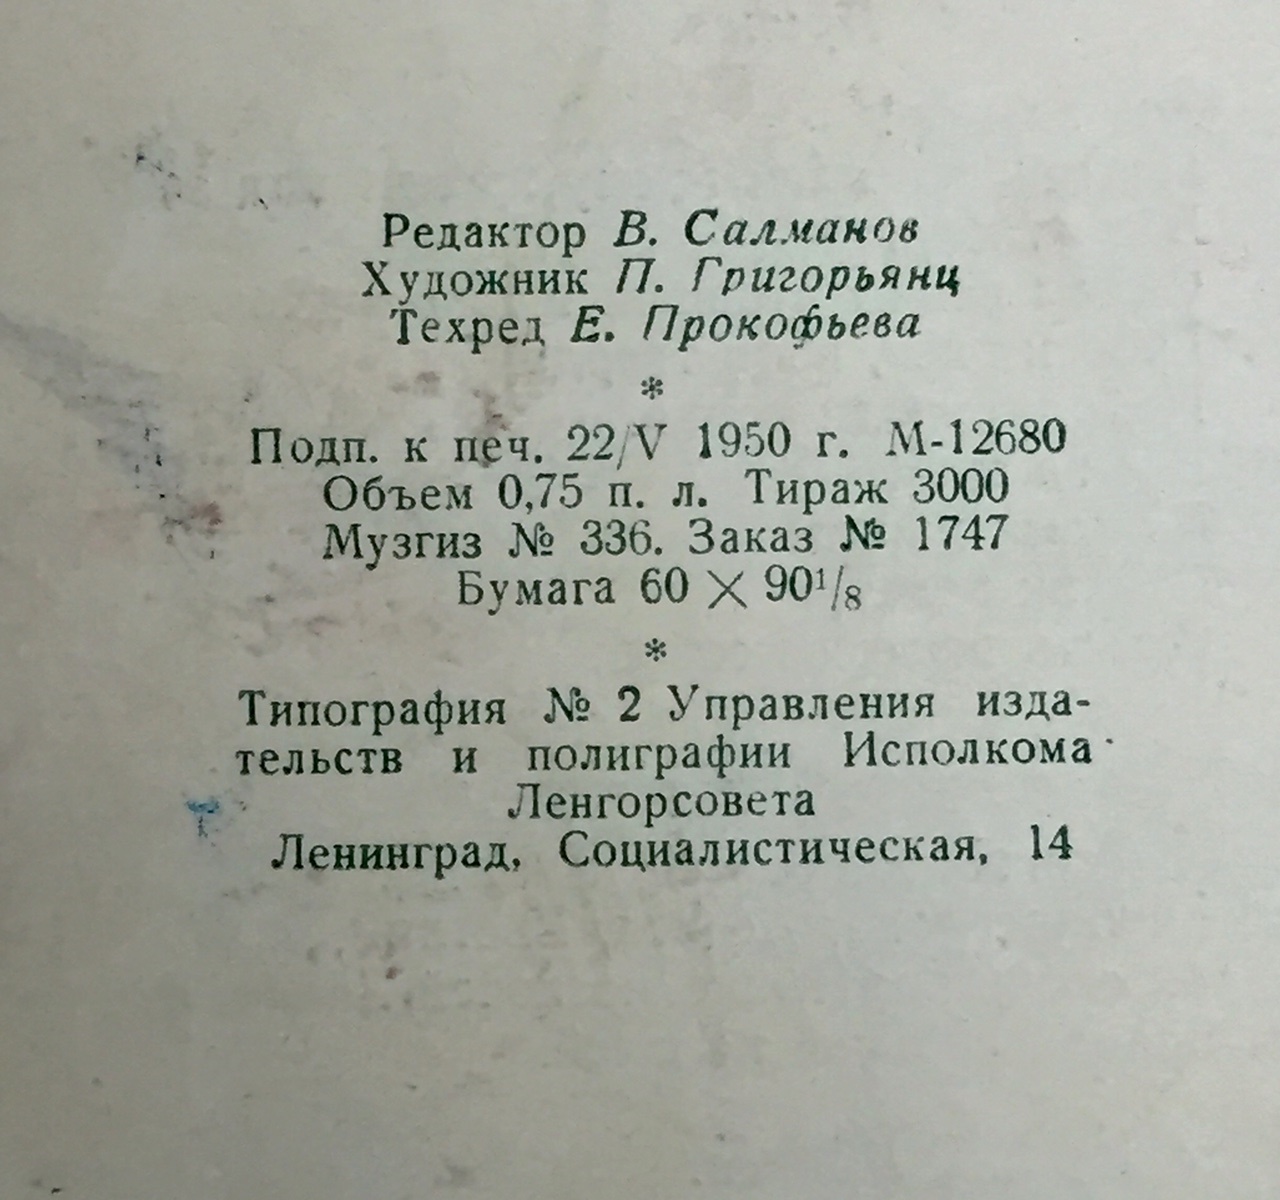 Редактор В. Салманов
Художник П. Григорьянц
Техред Е. Прокофьева
*
Подп. к печ. 22/V 1950 г. М-12680
Объем 0,75 п. л. Тираж 3000
Музгиз № 336. Заказ № 1747
Бумага 60 × 90¹/₈
*
Типография № 2 Управления изда-
тельств и полиграфии Исполкома
Ленгорсовета
Ленинград, Социалистическая, 14